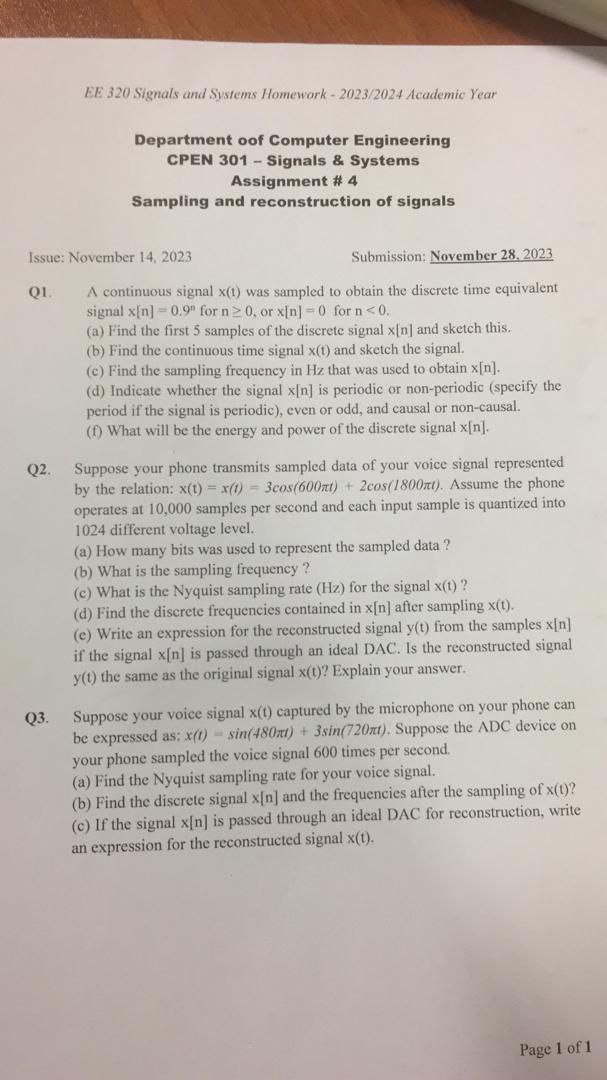 EE 320 Signals and Systems Homework - 2023/2024 Academic Year
Department oof Computer Engineering
CPEN 301 – Signals & Systems
Assignment # 4
Sampling and reconstruction of signals
Issue: November 14, 2023 Submission: November 28, 2023
Q1. A continuous signal x(t) was sampled to obtain the discrete time equivalent
signal x[n] = 0.9ⁿ for n ≥ 0, or x[n] = 0 for n < 0.
(a) Find the first 5 samples of the discrete signal x[n] and sketch this.
(b) Find the continuous time signal x(t) and sketch the signal.
(c) Find the sampling frequency in Hz that was used to obtain x[n].
(d) Indicate whether the signal x[n] is periodic or non-periodic (specify the
period if the signal is periodic), even or odd, and causal or non-causal.
(f) What will be the energy and power of the discrete signal x[n].
Q2. Suppose your phone transmits sampled data of your voice signal represented
by the relation: x(t) = x(t) = 3cos(600πt) + 2cos(1800πt). Assume the phone
operates at 10,000 samples per second and each input sample is quantized into
1024 different voltage level.
(a) How many bits was used to represent the sampled data ?
(b) What is the sampling frequency ?
(c) What is the Nyquist sampling rate (Hz) for the signal x(t) ?
(d) Find the discrete frequencies contained in x[n] after sampling x(t).
(e) Write an expression for the reconstructed signal y(t) from the samples x[n]
if the signal x[n] is passed through an ideal DAC. Is the reconstructed signal
y(t) the same as the original signal x(t)? Explain your answer.
Q3. Suppose your voice signal x(t) captured by the microphone on your phone can
be expressed as: x(t) = sin(480πt) + 3sin(720πt). Suppose the ADC device on
your phone sampled the voice signal 600 times per second.
(a) Find the Nyquist sampling rate for your voice signal.
(b) Find the discrete signal x[n] and the frequencies after the sampling of x(t)?
(c) If the signal x[n] is passed through an ideal DAC for reconstruction, write
an expression for the reconstructed signal x(t).
Page 1 of 1